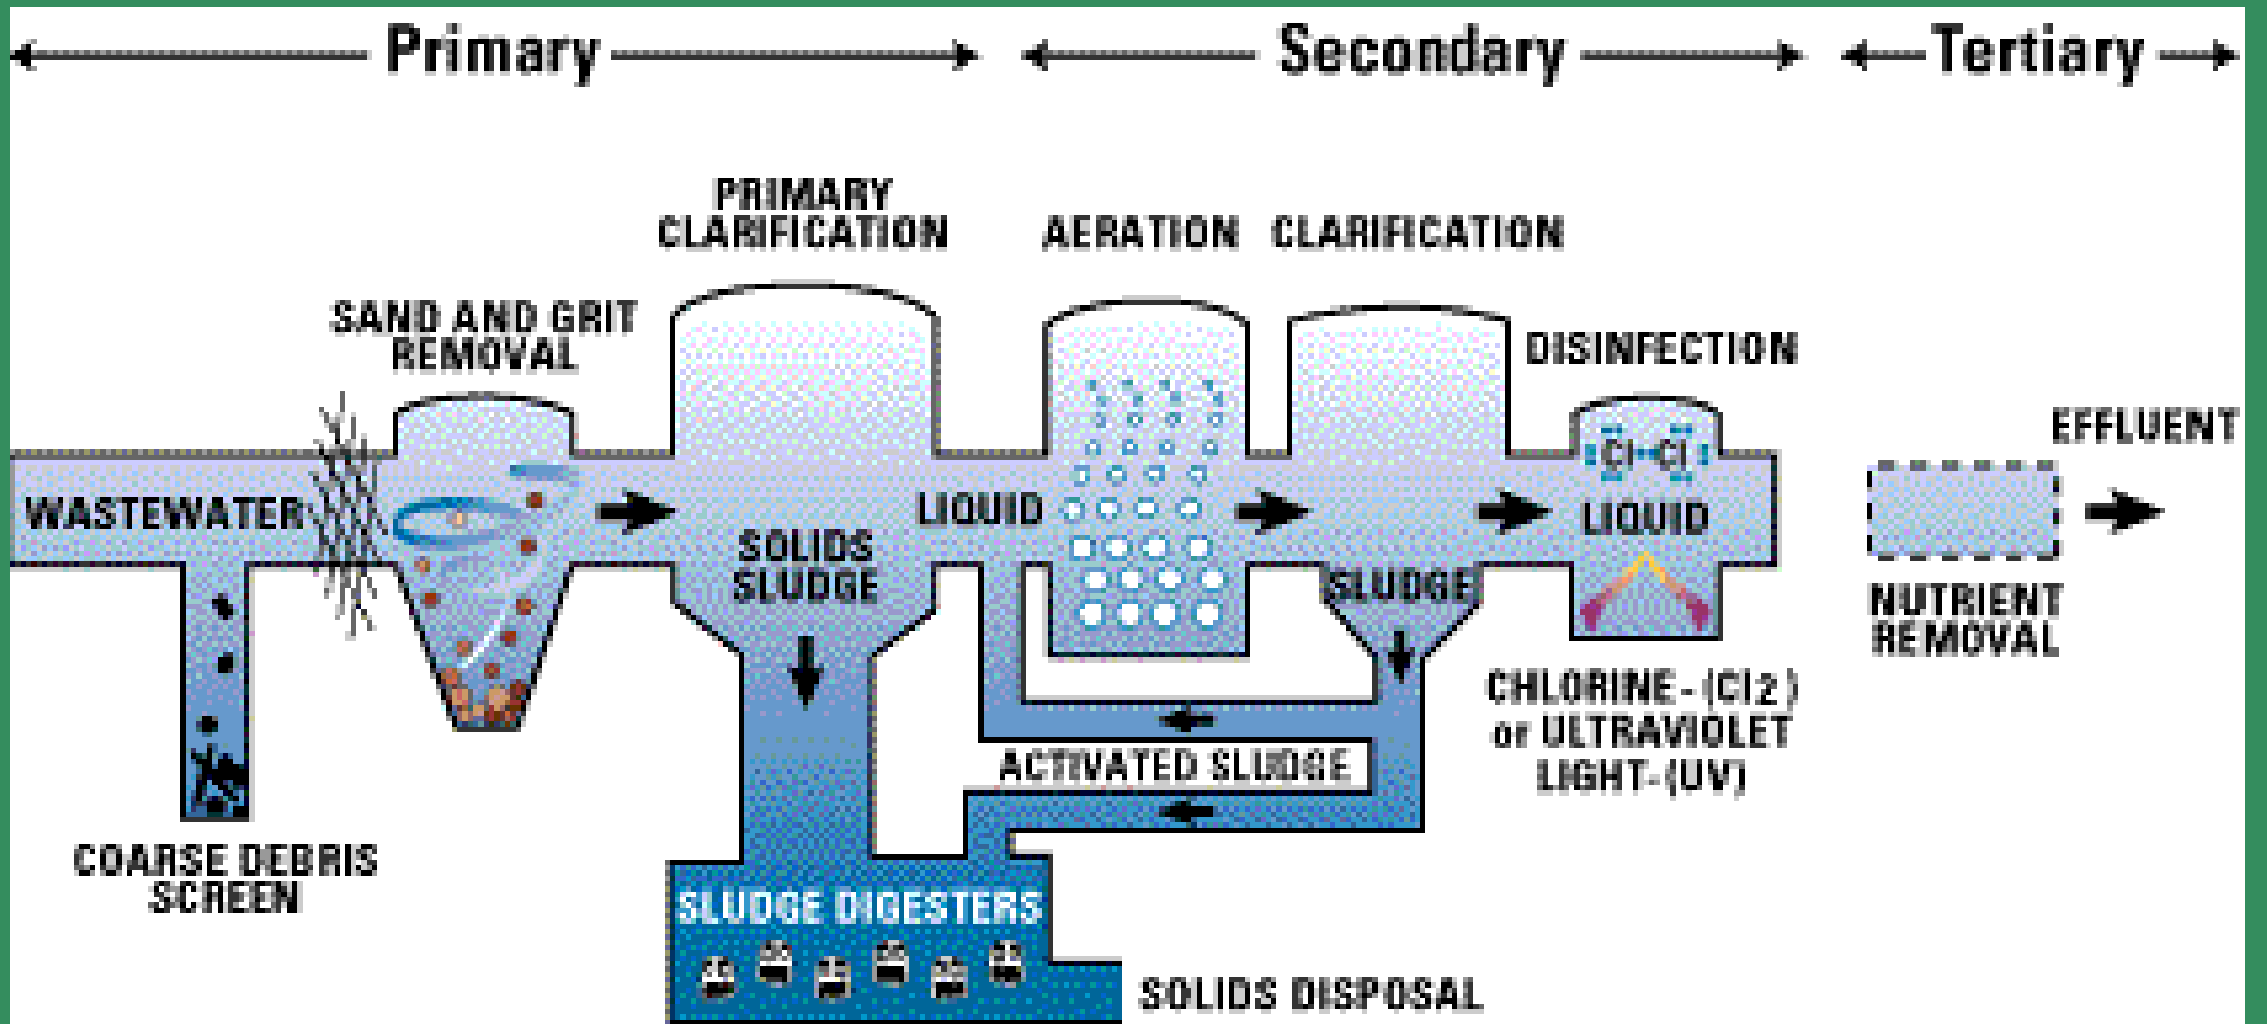 Primary
Secondary
Tertiary
PRIMARY
CLARIFICATION
AERATION
CLARIFICATION
SAND AND GRIT
REMOVAL
DISINFECTION
EFFLUENT
WASTEWATER
LIQUID
Cl Cl
LIQUID
SOLIDS
SLUDGE
SLUDGE
NUTRIENT
REMOVAL
CHLORINE-(Cl2)
or ULTRAVIOLET
LIGHT-(UV)
ACTIVATED SLUDGE
COARSE DEBRIS
SCREEN
SLUDGE DIGESTERS
SOLIDS DISPOSAL